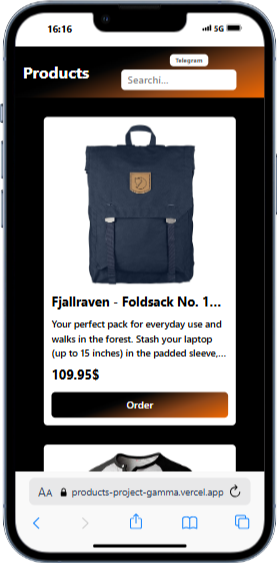 16:16
5G
Telegram
Products
Searchi...
Fjallraven - Foldsack No. 1...
Your perfect pack for everyday use and
walks in the forest. Stash your laptop
(up to 15 inches) in the padded sleeve,...
109.95$
Order
AA products-project-gamma.vercel.app